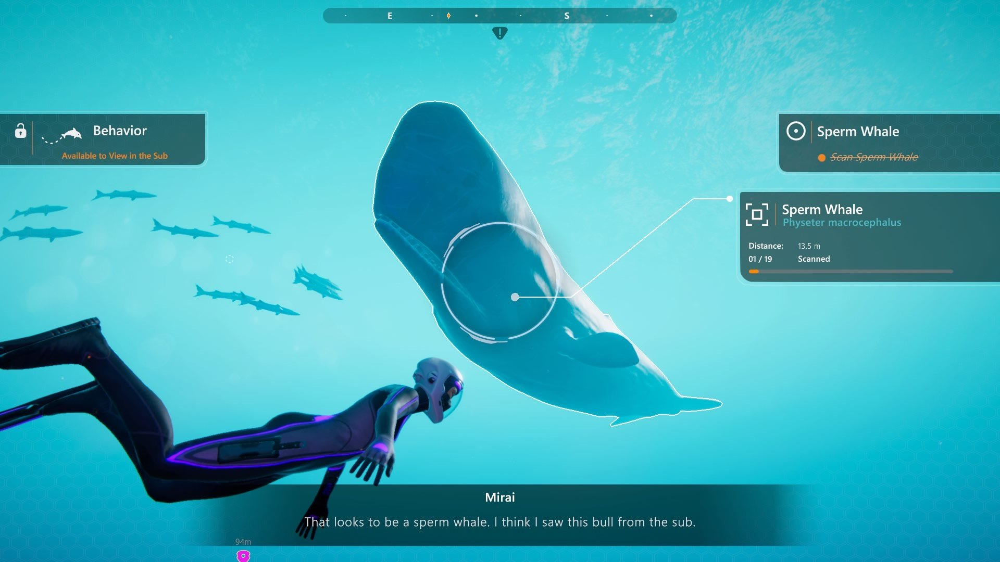 E
S
Behavior
Available to View in the Sub
Sperm Whale
Scan Sperm Whale
Sperm Whale
Physeter macrocephalus
Distance: 13.5 m
01 / 19 Scanned
Mirai
That looks to be a sperm whale. I think I saw this bull from the sub.
94m